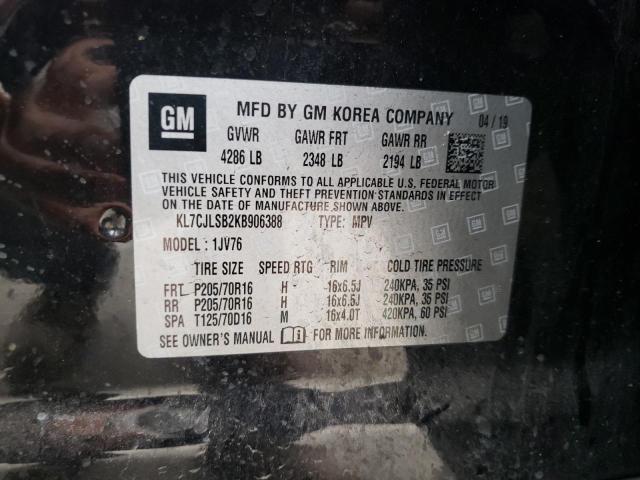 GM
MFD BY GM KOREA COMPANY 04/19
GVWR GAWR FRT GAWR RR
4286 LB 2348 LB 2194 LB
THIS VEHICLE CONFORMS TO ALL APPLICABLE U.S. FEDERAL MOTOR
VEHICLE SAFETY AND THEFT PREVENTION STANDARDS IN EFFECT
ON THE DATE OF MANUFACTURE SHOWN ABOVE.
KL7CJLSB2KB906388 TYPE: MPV
MODEL : 1JV76
TIRE SIZE SPEED RTG RIM COLD TIRE PRESSURE
FRT P205/70R16 H 16x6.5J 240KPA, 35 PSI
RR P205/70R16 H 16x6.5J 240KPA, 35 PSI
SPA T125/70D16 M 16x4.0T 420KPA, 60 PSI
SEE OWNER'S MANUAL FOR MORE INFORMATION.